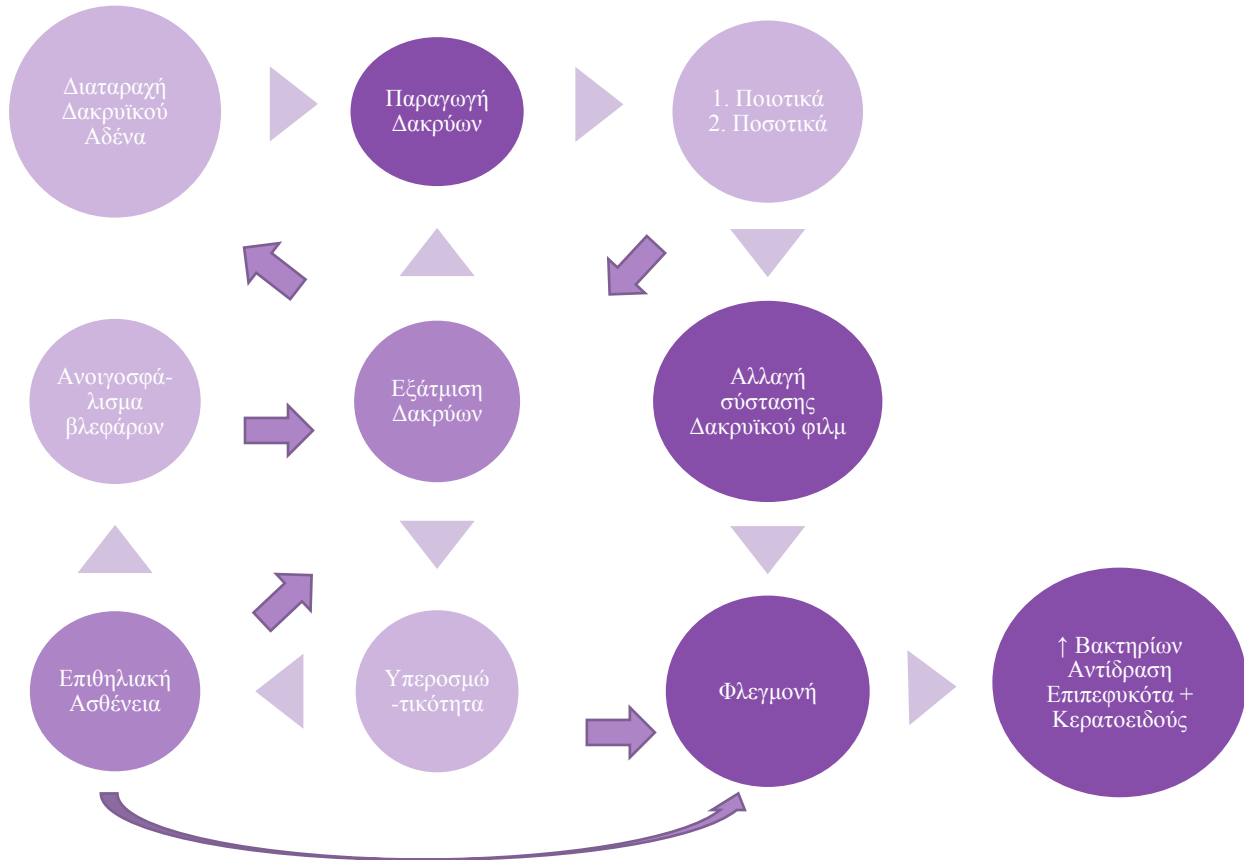 Διαταραχή
Δακρυϊκού
Αδένα
Παραγωγή
Δακρύων
1. Ποιοτικά
2. Ποσοτικά
Ανοιγοσφά-
λισμα
βλεφάρων
Εξάτμιση
Δακρύων
Αλλαγή
σύστασης
Δακρυϊκού φιλμ
Επιθηλιακή
Ασθένεια
Υπεροσμώ
-τικότητα
Φλεγμονή
↑ Βακτηρίων
Αντίδραση
Επιπεφυκότα +
Κερατοειδούς